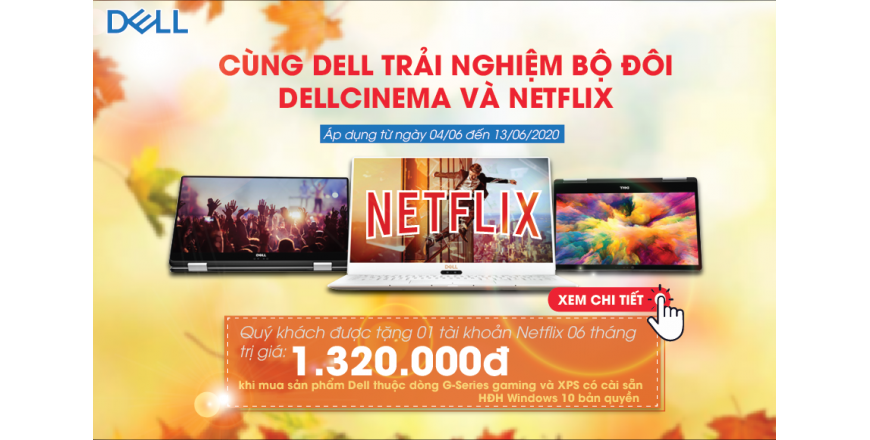 DELL
CÙNG DELL TRẢI NGHIỆM BỘ ĐÔI
DELLCINEMA VÀ NETFLIX
Áp dụng từ ngày 04/06 đến 13/06/2020
NETFLIX
DELL
DELL
XEM CHI TIẾT
Quý khách được tặng 01 tài khoản Netflix 06 tháng
trị giá: 1.320.000đ
khi mua sản phẩm Dell thuộc dòng G-Series gaming và XPS có cài sẵn
HĐH Windows 10 bản quyền